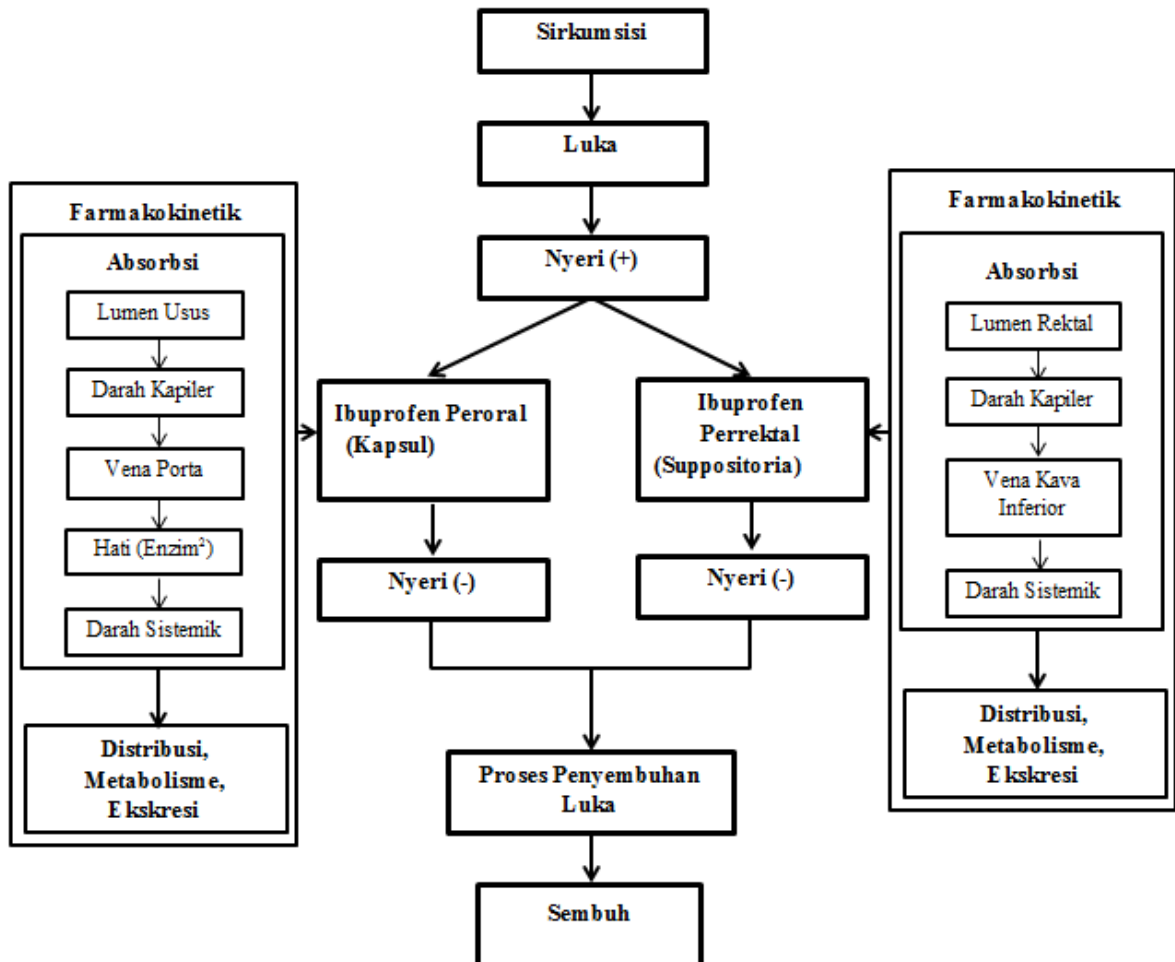 Sirkumsisi
Luka
Nyeri (+)
Farmakokinetik
Absorbsi
Lumen Usus
Darah Kapiler
Vena Porta
Hati (Enzim²)
Darah Sistemik
Distribusi,
Metabolisme,
Ekskresi
Ibuprofen Peroral
(Kapsul)
Nyeri (-)
Ibuprofen
Perrektal
(Suppositoria)
Nyeri (-)
Farmakokinetik
Absorbsi
Lumen Rektal
Darah Kapiler
Vena Kava
Inferior
Darah Sistemik
Distribusi,
Metabolisme,
Ekskresi
Proses Penyembuhan
Luka
Sembuh